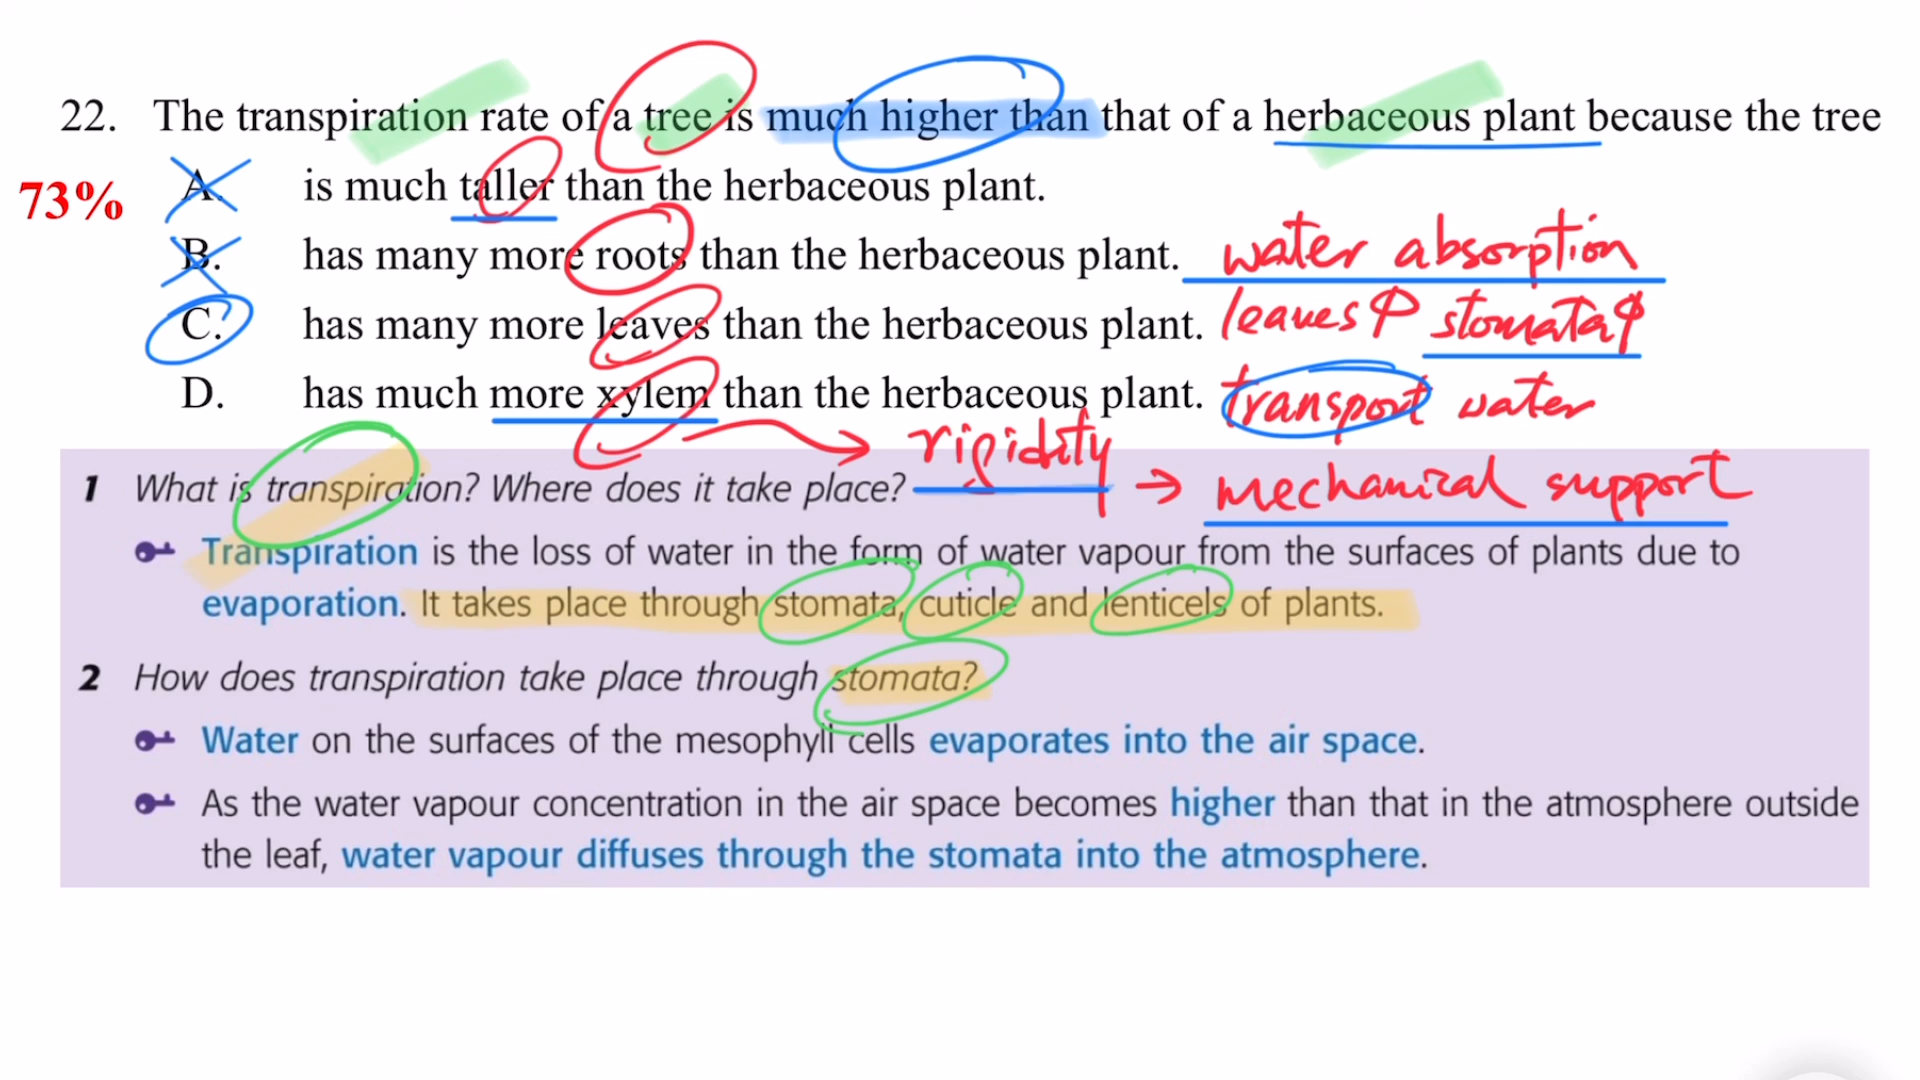 22. The transpiration rate of a tree is much higher than that of a herbaceous plant because the tree
73% A. is much taller than the herbaceous plant.
B. has many more roots than the herbaceous plant. water absorption
C. has many more leaves than the herbaceous plant. leaves↑ stomata↑
D. has much more xylem than the herbaceous plant. transport water
→ rigidity → mechanical support
1 What is transpiration? Where does it take place?
Transpiration is the loss of water in the form of water vapour from the surfaces of plants due to
evaporation. It takes place through stomata, cuticle and lenticels of plants.
2 How does transpiration take place through stomata?
Water on the surfaces of the mesophyll cells evaporates into the air space.
As the water vapour concentration in the air space becomes higher than that in the atmosphere outside
the leaf, water vapour diffuses through the stomata into the atmosphere.